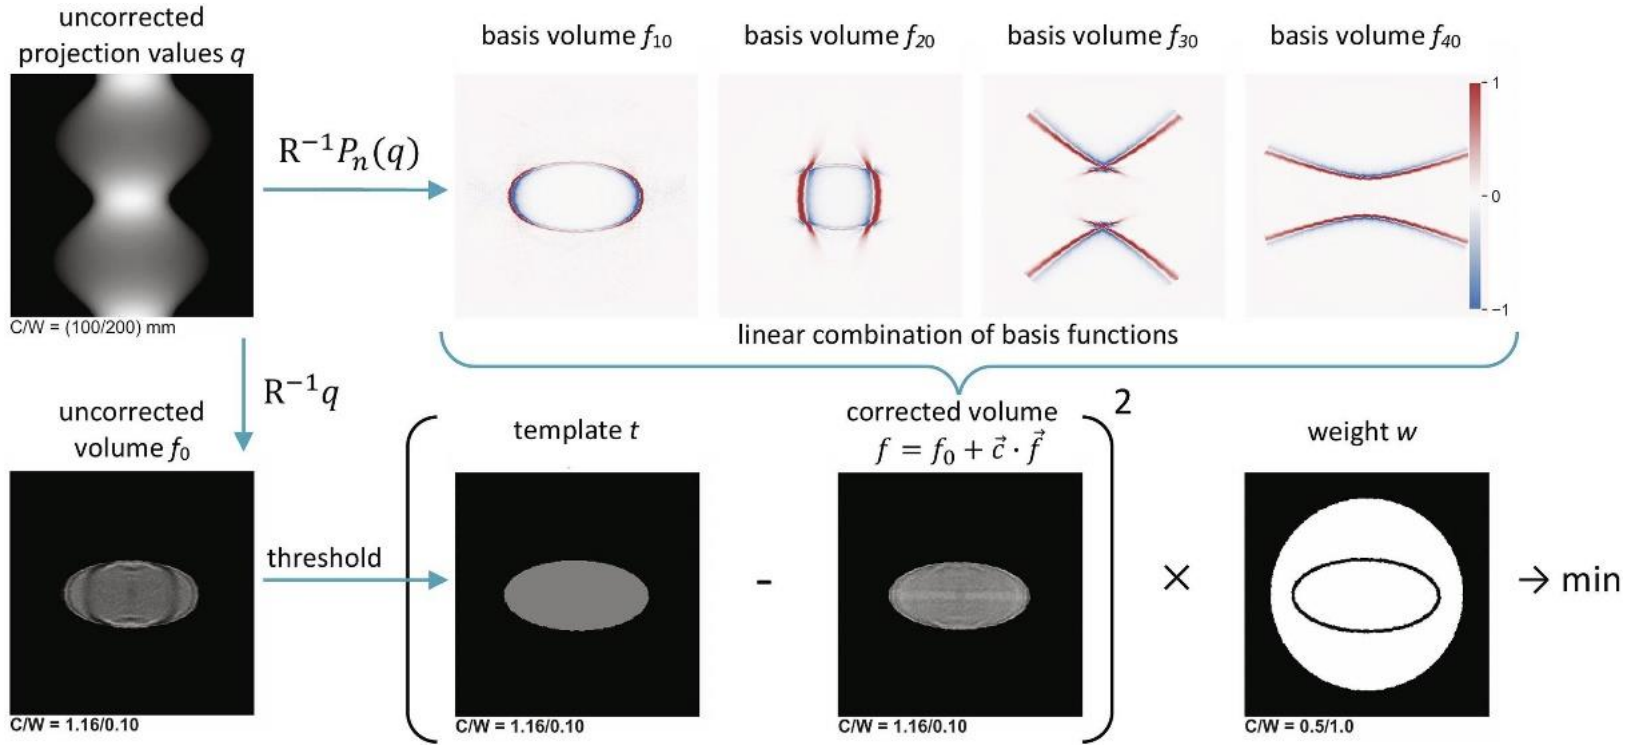 uncorrected
projection values q
basis volume f₁₀
basis volume f₂₀
basis volume f₃₀
basis volume f₄₀
R⁻¹Pₙ(q)
1
0
−1
C/W = (100/200) mm
linear combination of basis functions
R⁻¹q
uncorrected
volume f₀
template t
corrected volume
f = f₀ + c⃗ · f⃗
2
weight w
threshold
-
×
→ min
C/W = 1.16/0.10
C/W = 1.16/0.10
C/W = 1.16/0.10
C/W = 0.5/1.0